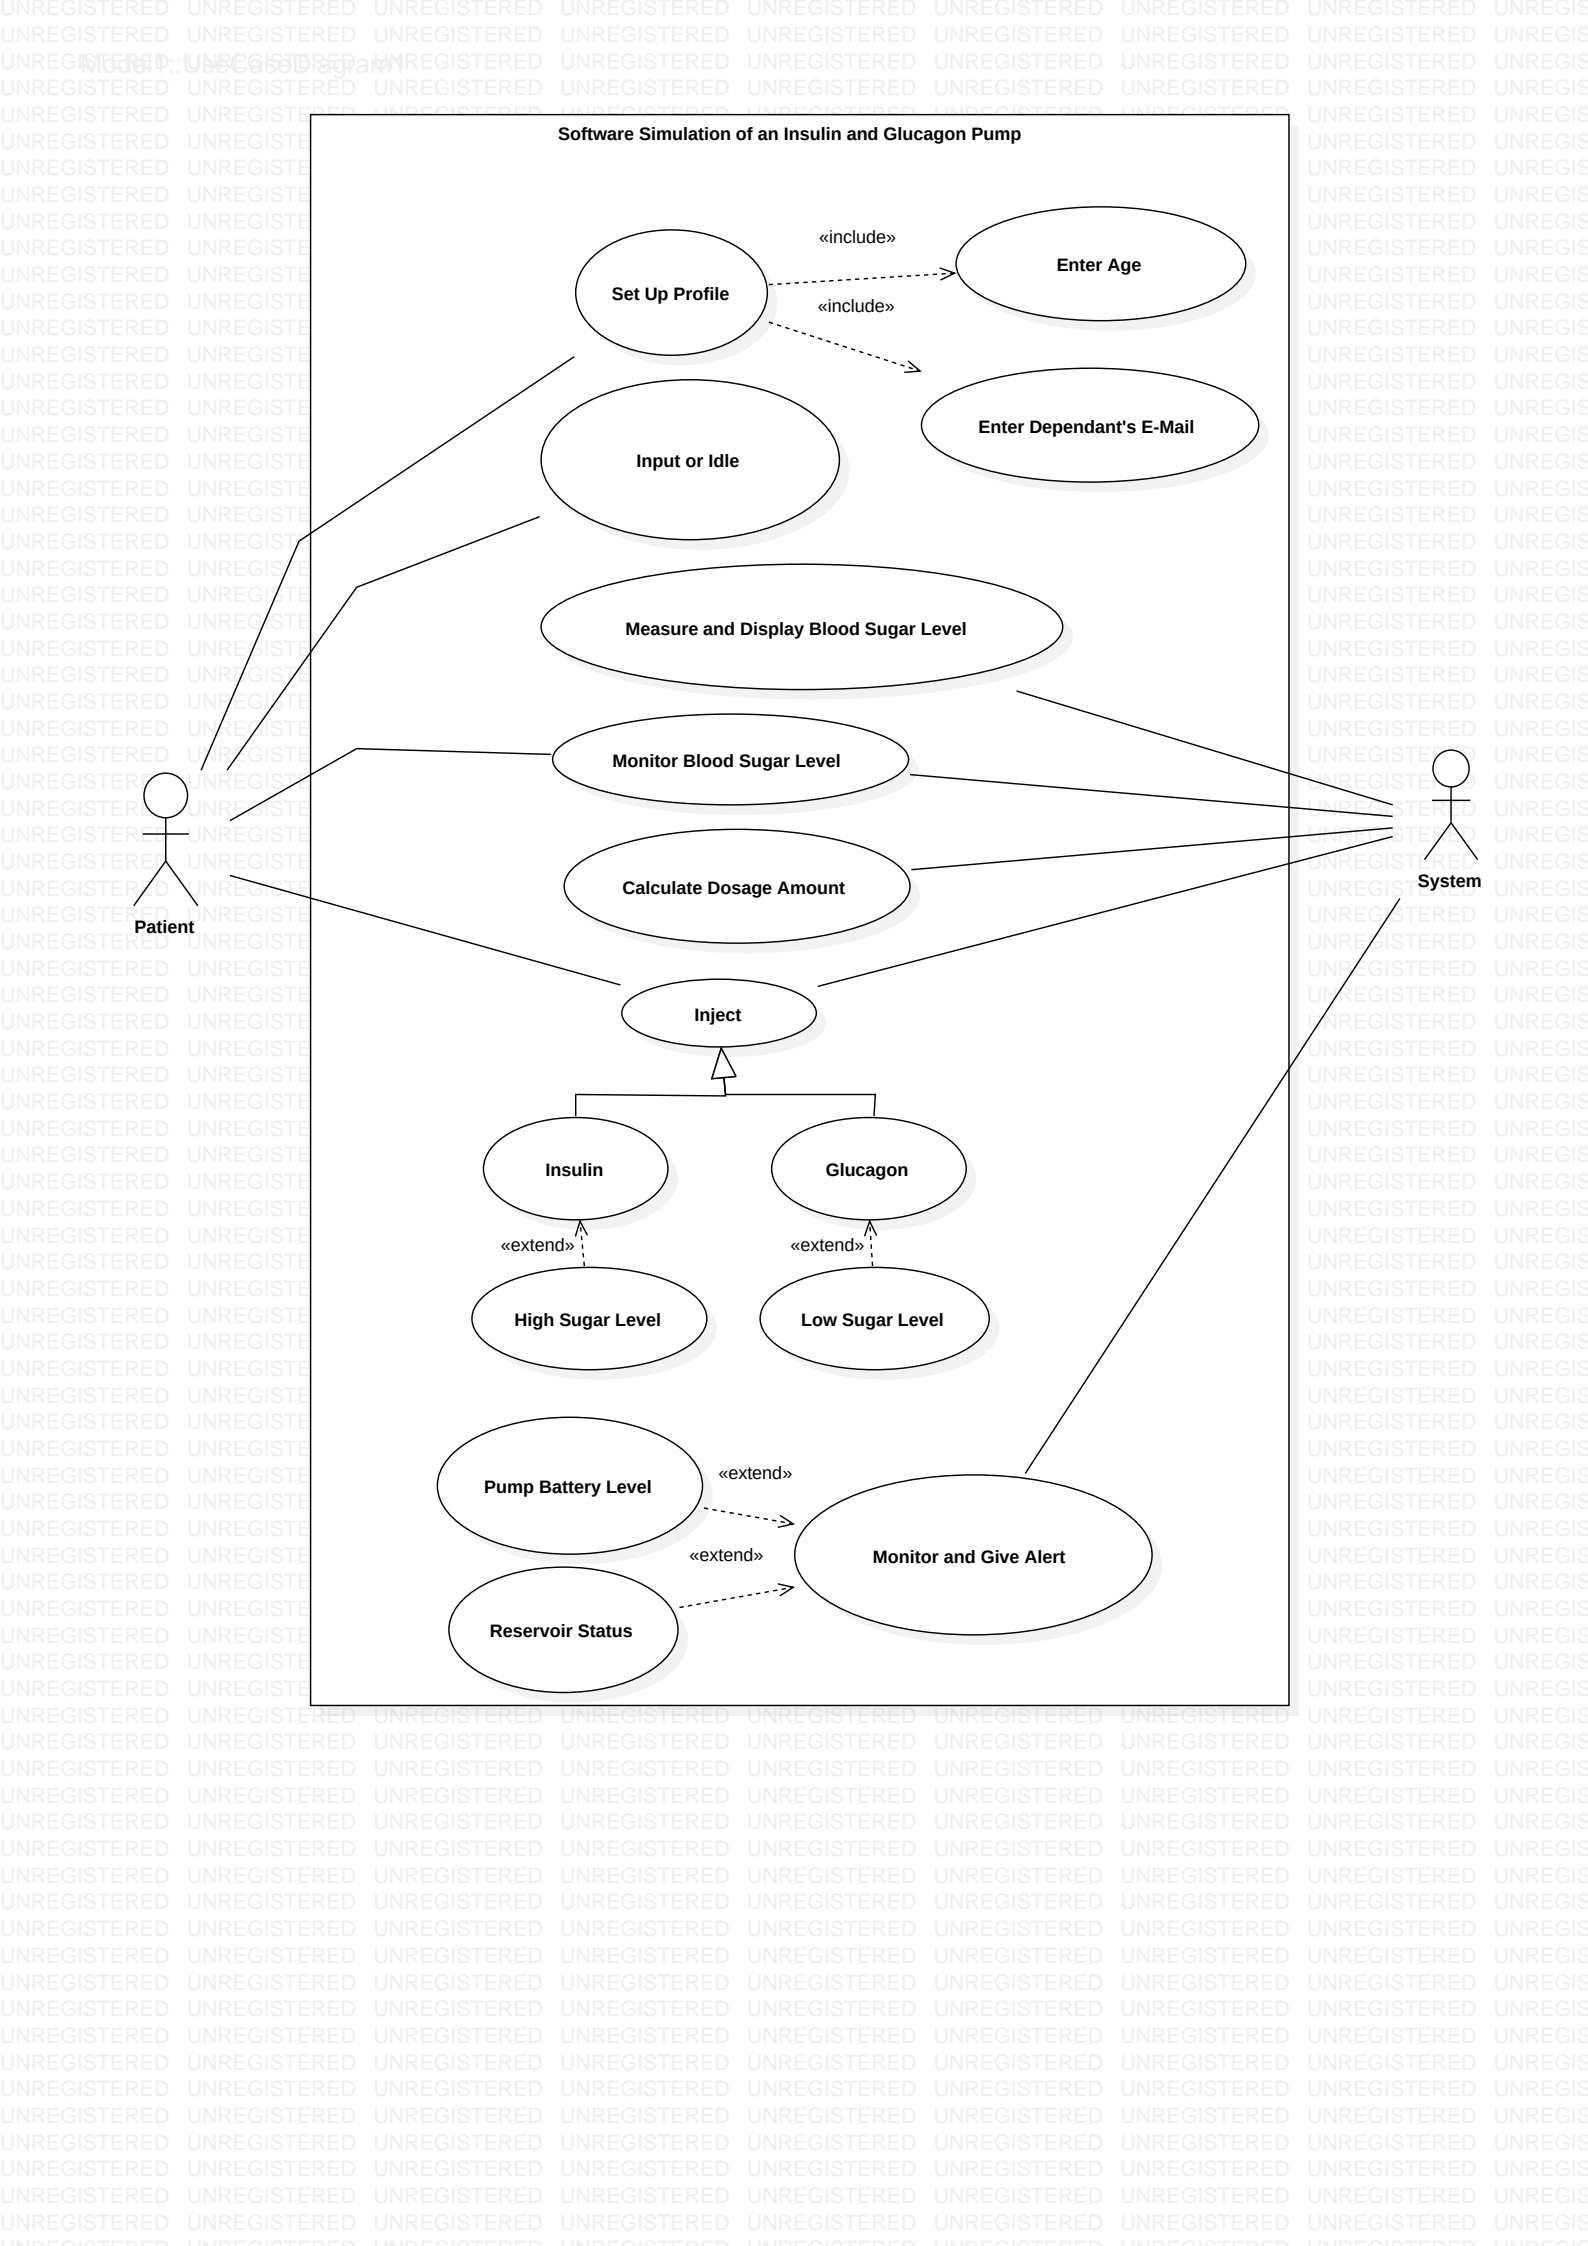 Model1::UseCaseDiagram1
Software Simulation of an Insulin and Glucagon Pump
«include»
Enter Age
Set Up Profile
«include»
Enter Dependant's E-Mail
Input or Idle
Measure and Display Blood Sugar Level
Monitor Blood Sugar Level
System
Calculate Dosage Amount
Patient
Inject
Insulin
Glucagon
«extend»
«extend»
High Sugar Level
Low Sugar Level
«extend»
Pump Battery Level
«extend»
Monitor and Give Alert
Reservoir Status
UNREGISTERED